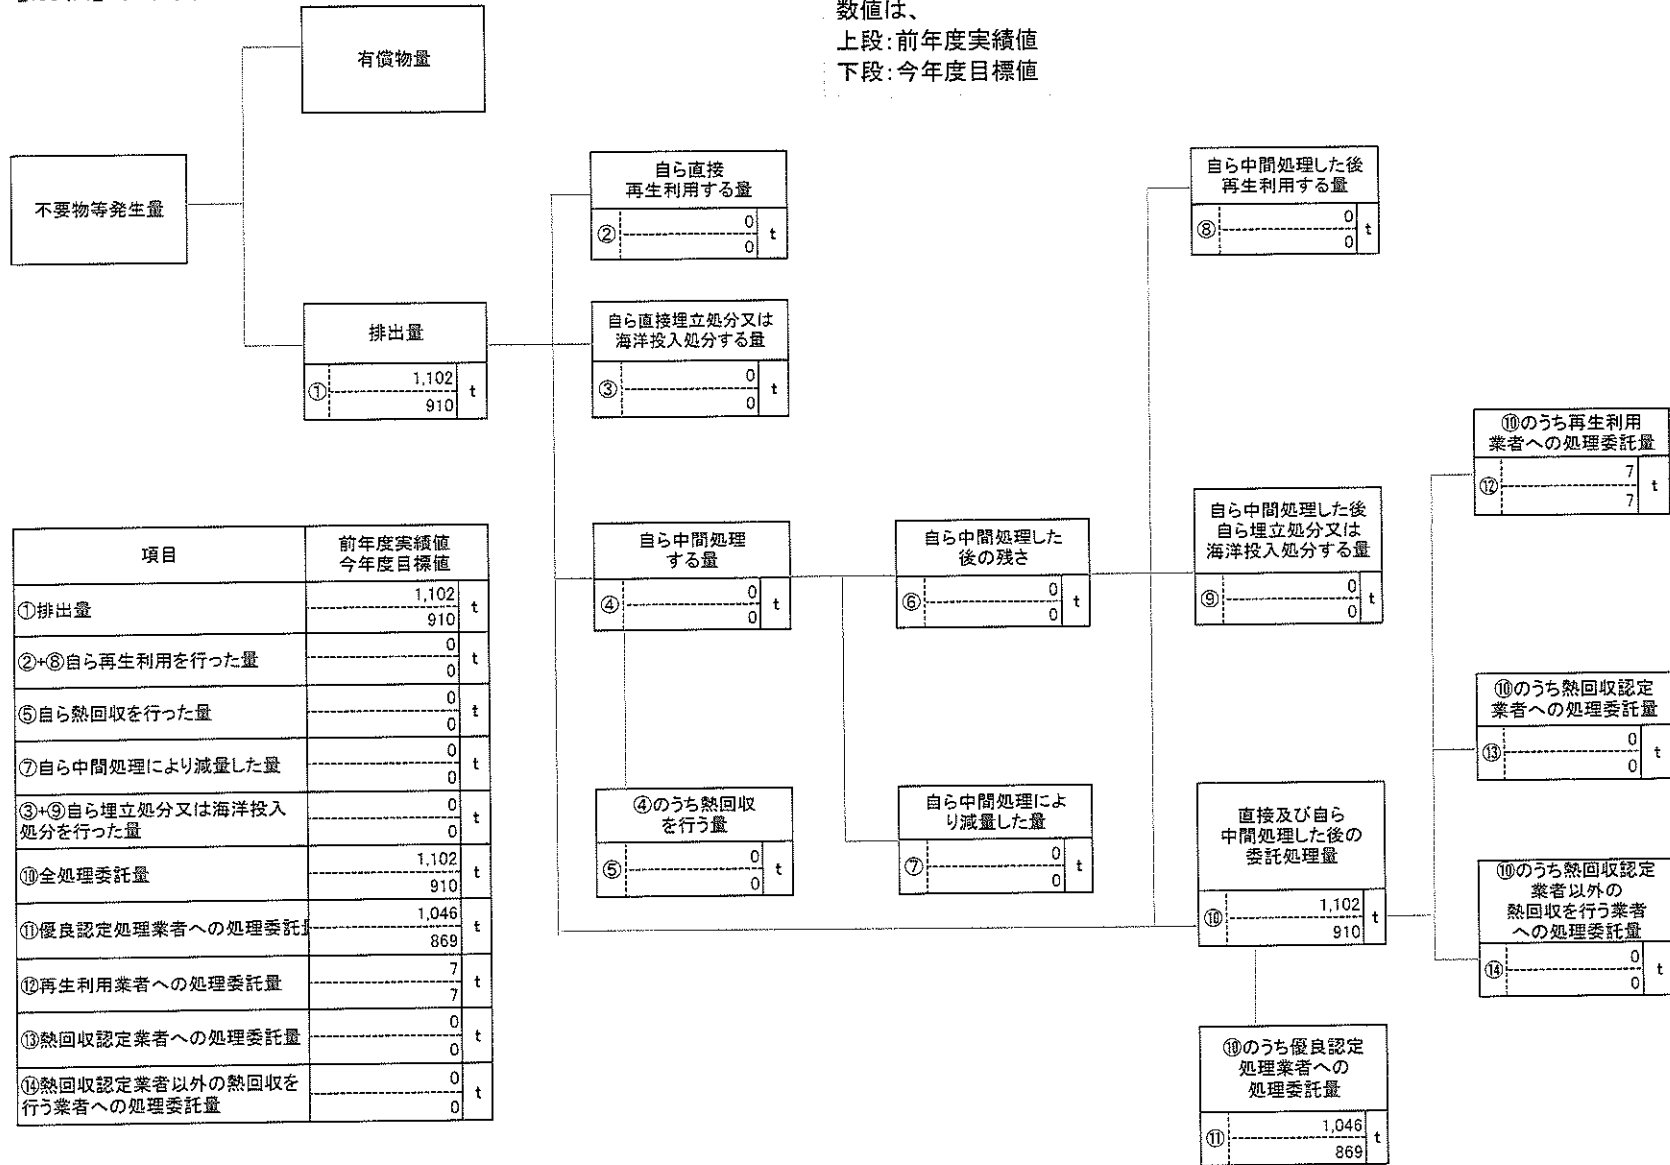 数値は、
上段:前年度実績値
下段:今年度目標値
有償物量
不要物等発生量
排出量
① 1,102 t
910
自ら直接
再生利用する量
② 0 t
0
自ら直接埋立処分又は
海洋投入処分する量
③ 0 t
0
自ら中間処理
する量
④ 0 t
0
④のうち熱回収
を行う量
⑤ 0 t
0
自ら中間処理した
後の残さ
⑥ 0 t
0
自ら中間処理によ
り減量した量
⑦ 0 t
0
自ら中間処理した後
再生利用する量
⑧ 0 t
0
自ら中間処理した後
自ら埋立処分又は
海洋投入処分する量
⑨ 0 t
0
直接及び自ら
中間処理した後の
委託処理量
⑩ 1,102 t
910
⑩のうち優良認定
処理業者への
処理委託量
⑪ 1,046 t
869
⑩のうち再生利用
業者への処理委託量
⑫ 7 t
7
⑩のうち熱回収認定
業者への処理委託量
⑬ 0 t
0
⑩のうち熱回収認定
業者以外の
熱回収を行う業者
への処理委託量
⑭ 0 t
0
項目 前年度実績値
今年度目標値
①排出量 1,102 t
910
②+⑧自ら再生利用を行った量 0 t
0
⑤自ら熱回収を行った量 0 t
0
⑦自ら中間処理により減量した量 0 t
0
③+⑨自ら埋立処分又は海洋投入
処分を行った量 0 t
0
⑩全処理委託量 1,102 t
910
⑪優良認定処理業者への処理委託 1,046 t
869
⑫再生利用業者への処理委託量 7 t
7
⑬熱回収認定業者への処理委託量 0 t
0
⑭熱回収認定業者以外の熱回収を
行う業者への処理委託量 0 t
0